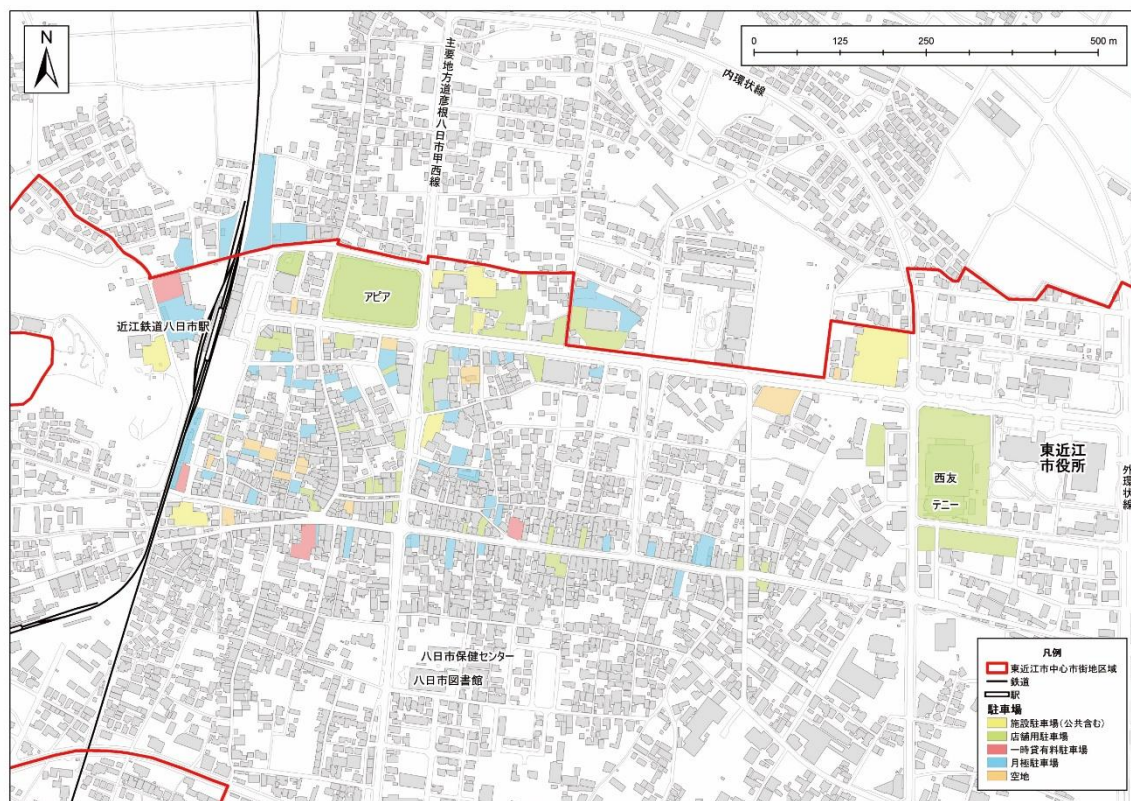 N
0 125 250 500 m
主要地方道彦根八日市甲西線
内環状線
アピア
近江鉄道八日市駅
東近江
市役所
西友
テニー
外環状線
八日市保健センター
八日市図書館
凡例
東近江市中心市街地区域
鉄道
駅
駐車場
施設駐車場(公共含む)
店舗用駐車場
一時貸有料駐車場
月極駐車場
空地